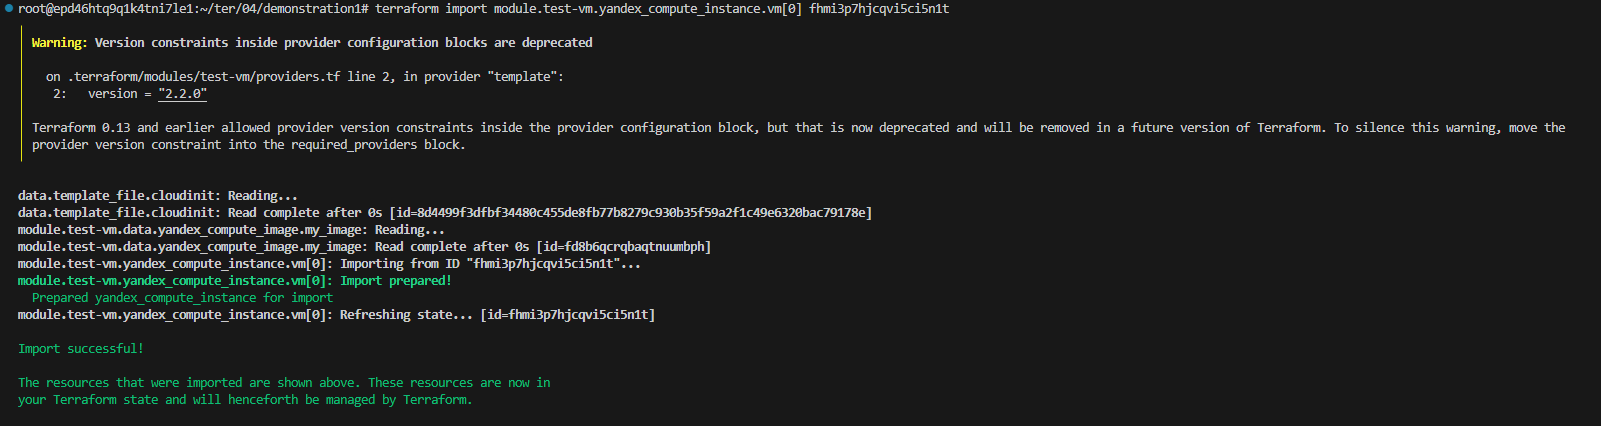 root@epd46htq9q1k4tni7le1:~/ter/04/demonstration1# terraform import module.test-vm.yandex_compute_instance.vm[0] fhmi3p7hjcqvi5ci5n1t
Warning: Version constraints inside provider configuration blocks are deprecated
on .terraform/modules/test-vm/providers.tf line 2, in provider "template":
2:   version = "2.2.0"
Terraform 0.13 and earlier allowed provider version constraints inside the provider configuration block, but that is now deprecated and will be removed in a future version of Terraform. To silence this warning, move the
provider version constraint into the required_providers block.
data.template_file.cloudinit: Reading...
data.template_file.cloudinit: Read complete after 0s [id=8d4499f3dfbf34480c455de8fb77b8279c930b35f59a2f1c49e6320bac79178e]
module.test-vm.data.yandex_compute_image.my_image: Reading...
module.test-vm.data.yandex_compute_image.my_image: Read complete after 0s [id=fd8b6qcrqbaqtnuumbph]
module.test-vm.yandex_compute_instance.vm[0]: Importing from ID "fhmi3p7hjcqvi5ci5n1t"...
module.test-vm.yandex_compute_instance.vm[0]: Import prepared!
Prepared yandex_compute_instance for import
module.test-vm.yandex_compute_instance.vm[0]: Refreshing state... [id=fhmi3p7hjcqvi5ci5n1t]
Import successful!
The resources that were imported are shown above. These resources are now in
your Terraform state and will henceforth be managed by Terraform.